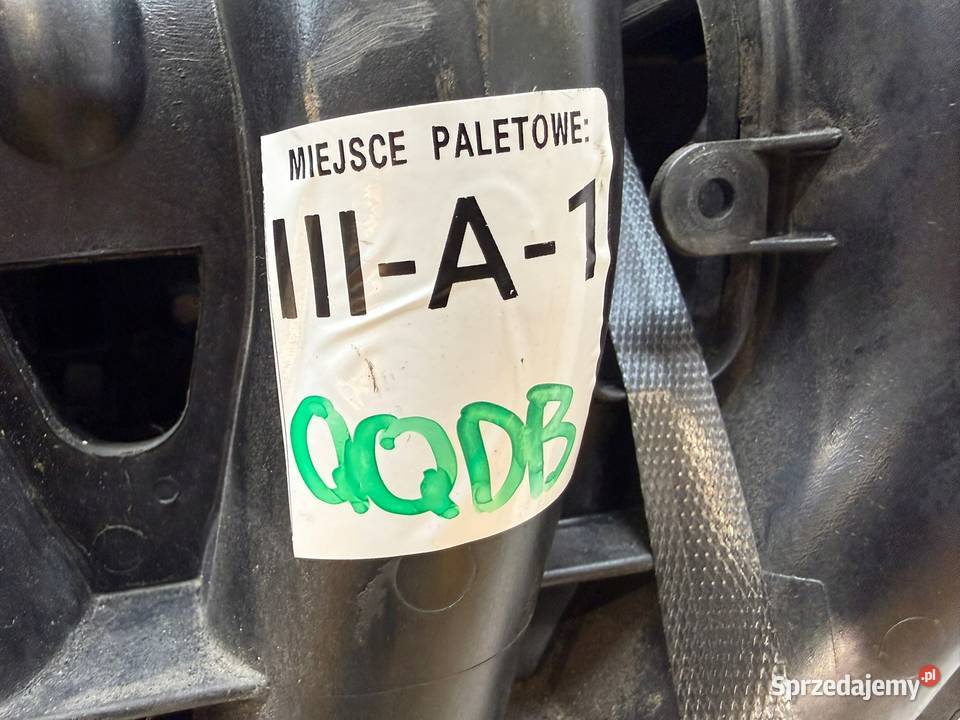 MIEJSCE PALETOWE:
III-A-1
QQDB
Sprzedajemy.pl